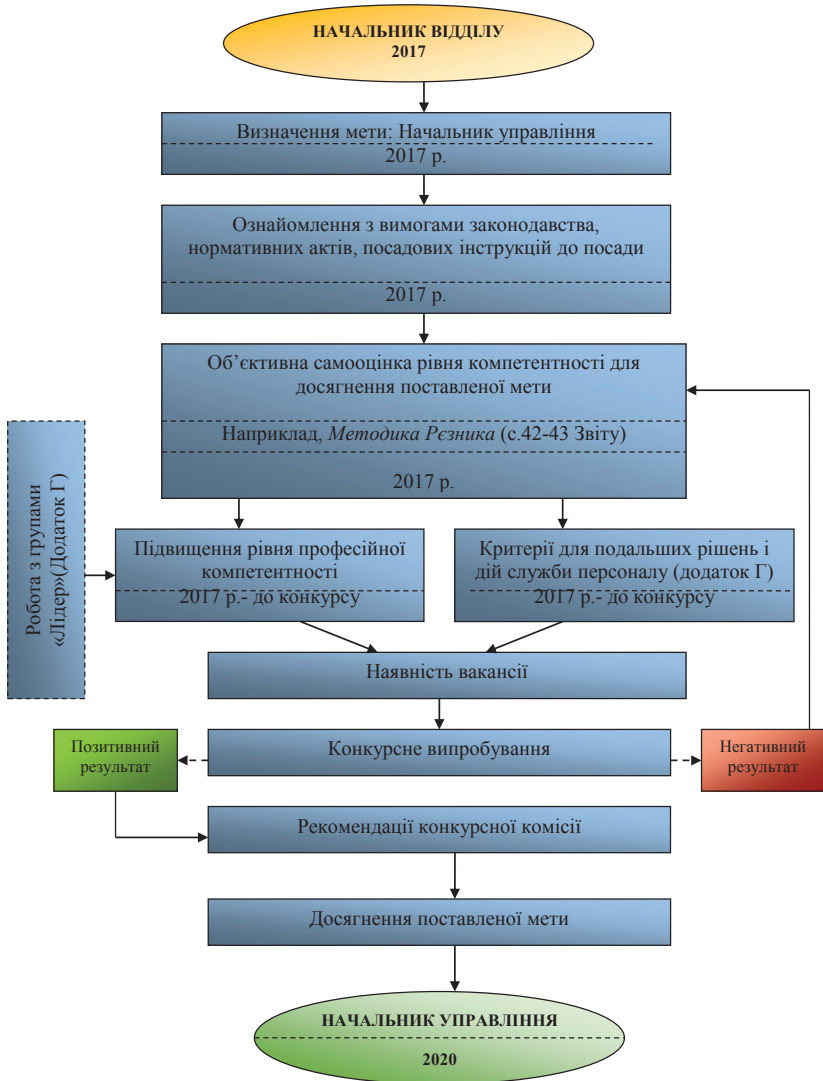 НАЧАЛЬНИК ВІДДІЛУ
2017
Визначення мети: Начальник управління
2017 р.
Ознайомлення з вимогами законодавства,
нормативних актів, посадових інструкцій до посади
2017 р.
Об’єктивна самооцінка рівня компетентності для
досягнення поставленої мети
Наприклад, Методика Рєзника (с.42-43 Звіту)
2017 р.
Робота з групами
«Лідер»(Додаток Г)
Підвищення рівня професійної
компетентності
2017 р.- до конкурсу
Критерії для подальших рішень і
дій служби персоналу (додаток Г)
2017 р.- до конкурсу
Наявність вакансії
Позитивний
результат
Конкурсне випробування
Негативний
результат
Рекомендації конкурсної комісії
Досягнення поставленої мети
НАЧАЛЬНИК УПРАВЛІННЯ
2020